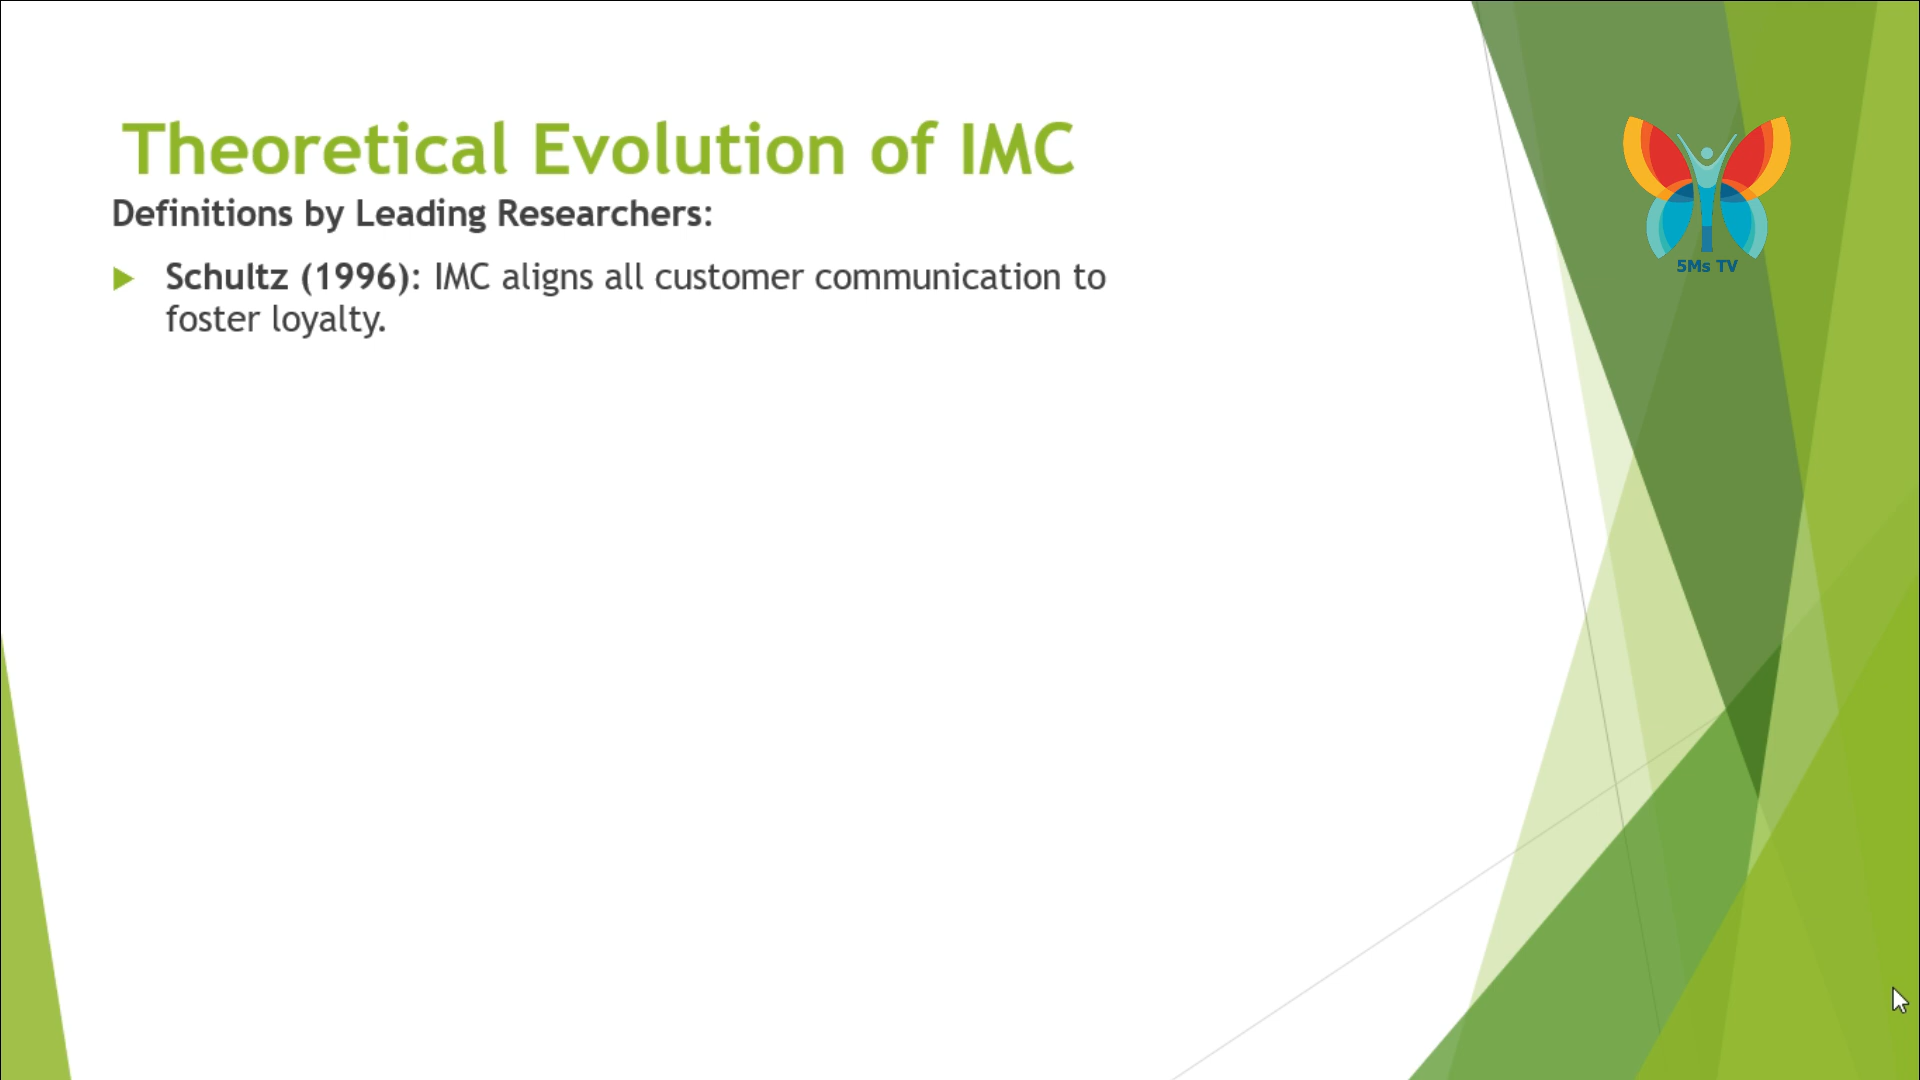 Theoretical Evolution of IMC
Definitions by Leading Researchers:
Schultz (1996): IMC aligns all customer communication to
foster loyalty.
5Ms TV